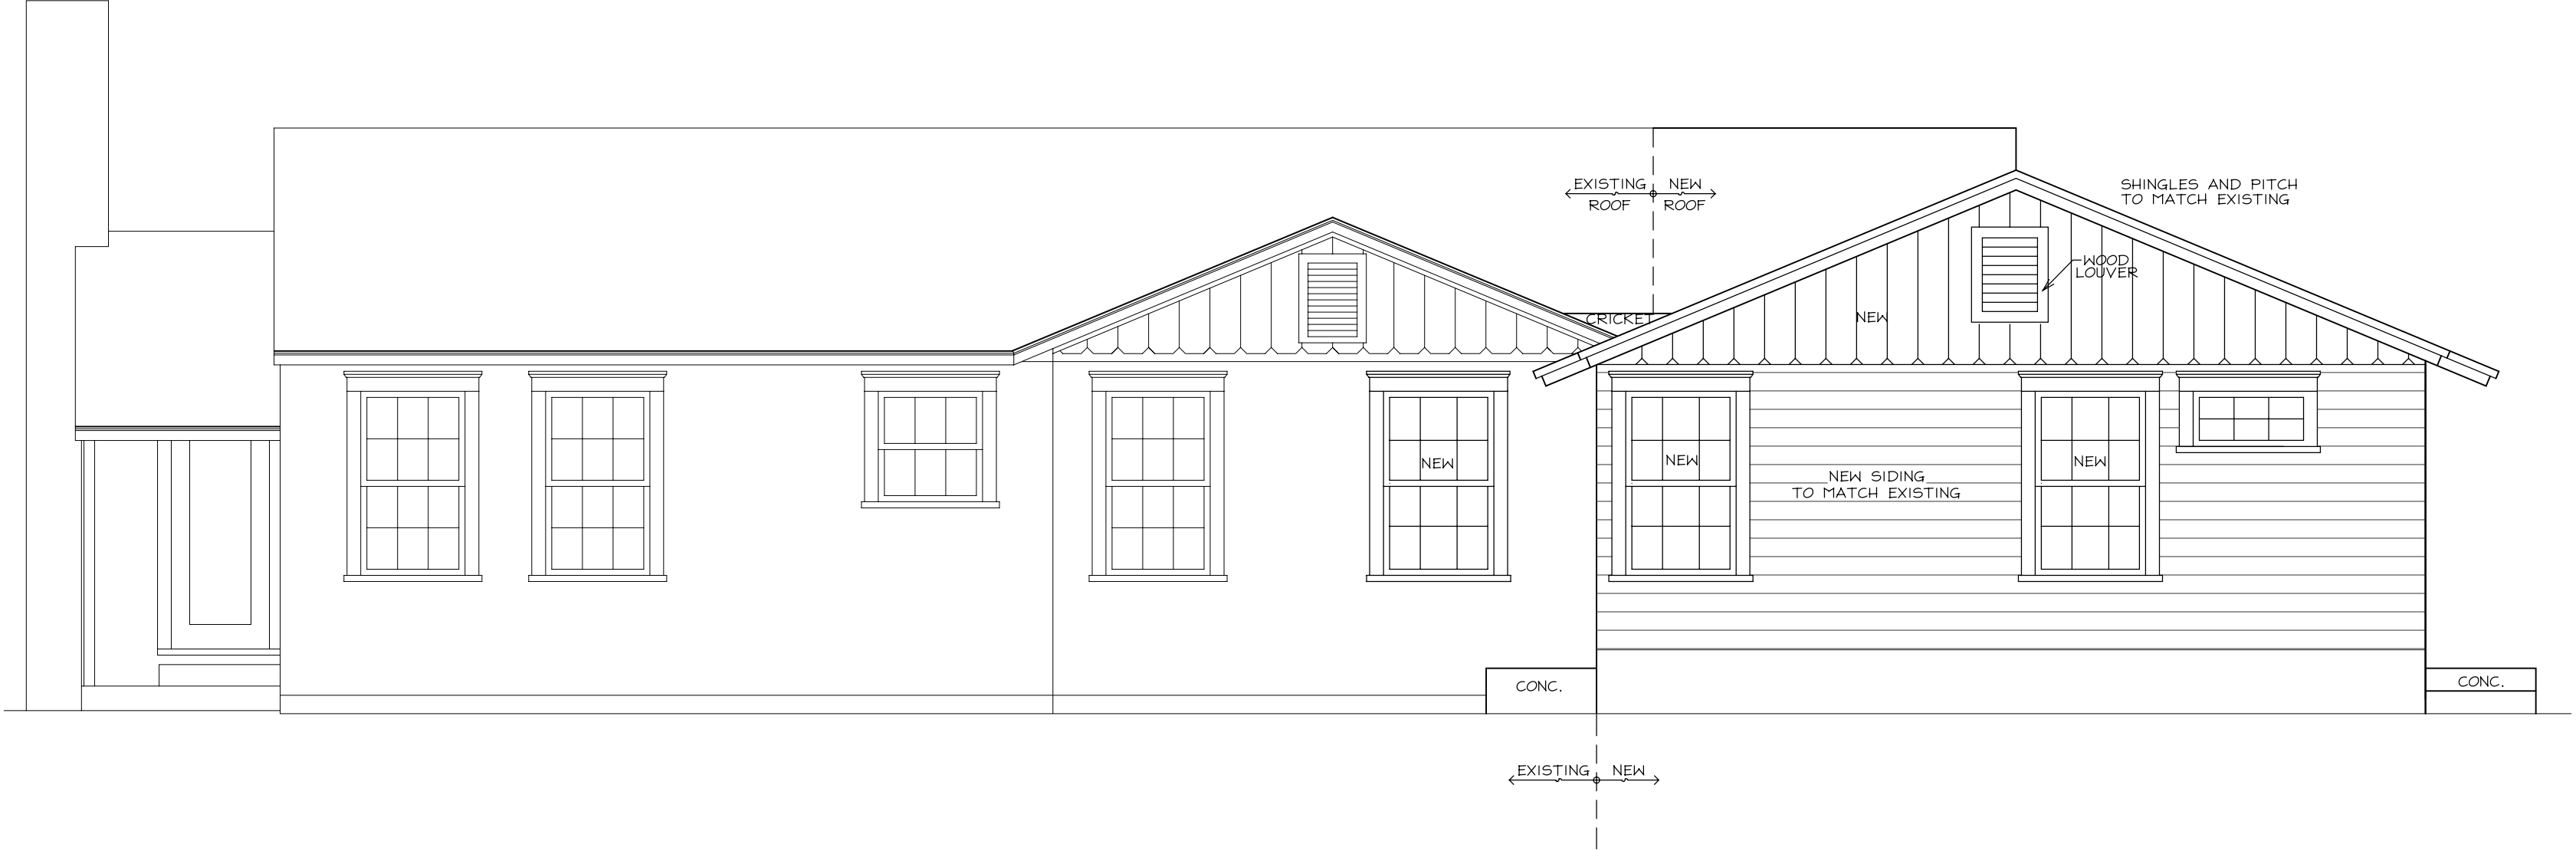 EXISTING NEW
ROOF ROOF
SHINGLES AND PITCH
TO MATCH EXISTING
WOOD
LOUVER
CRICKET
NEW
NEW
NEW
NEW
NEW SIDING
TO MATCH EXISTING
CONC.
CONC.
EXISTING NEW